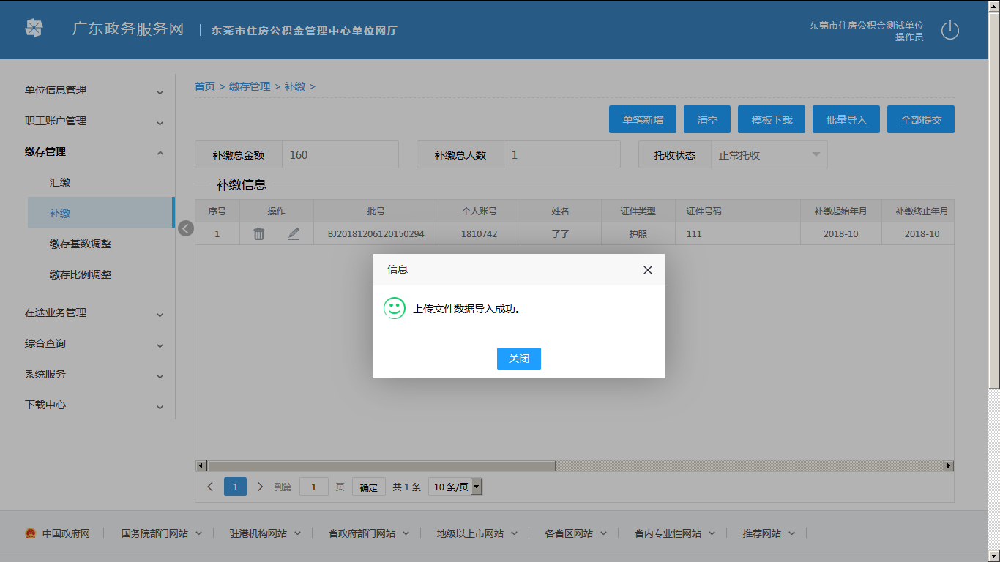 广东政务服务网
东莞市住房公积金管理中心单位网厅
东莞市住房公积金测试单位
操作员
单位信息管理
职工账户管理
缴存管理
汇缴
补缴
缴存基数调整
缴存比例调整
在途业务管理
综合查询
系统服务
下载中心
首页 > 缴存管理 > 补缴 >
单笔新增 清空 模板下载 批量导入 全部提交
补缴总金额 160 补缴总人数 1 托收状态 正常托收
补缴信息
序号 操作 批号 个人账号 姓名 证件类型 证件号码 补缴起始年月 补缴终止年月
1 BJ20181206120150294 1810742 了了 护照 111 2018-10 2018-10
信息
上传文件数据导入成功。
关闭
1 到第 1 页 确定 共 1 条 10 条/页
中国政府网 国务院部门网站 驻港机构网站 省政府部门网站 地级以上市网站 各省区网站 省内专业性网站 推荐网站